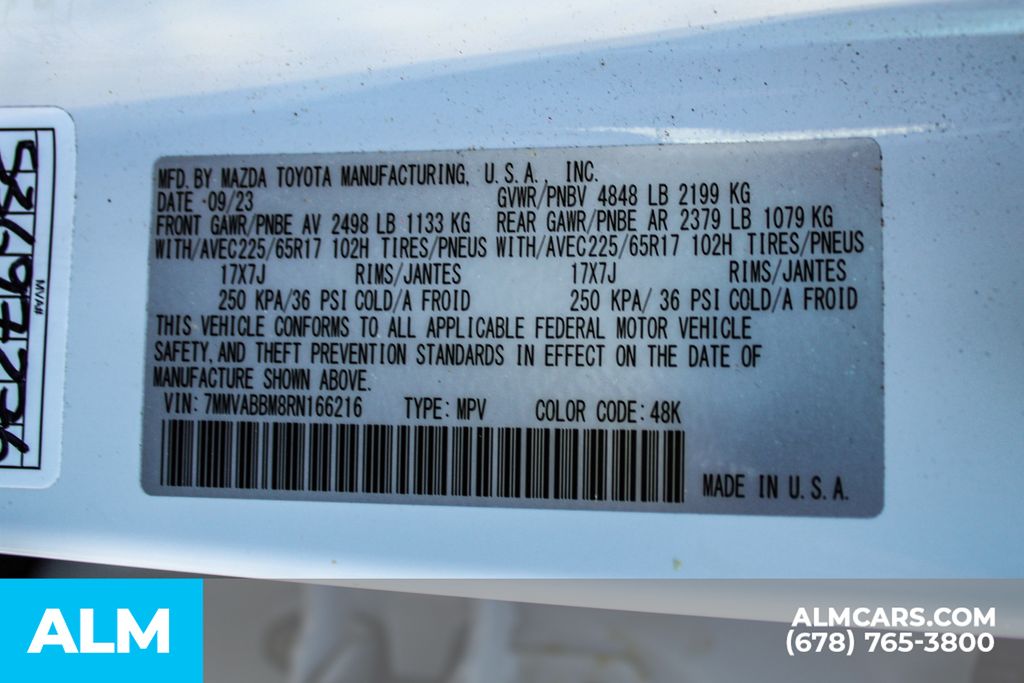 MFD. BY MAZDA TOYOTA MANUFACTURING, U.S.A., INC.
DATE 09/23 GVWR/PNBV 4848 LB 2199 KG
FRONT GAWR/PNBE AV 2498 LB 1133 KG REAR GAWR/PNBE AR 2379 LB 1079 KG
WITH/AVEC225/65R17 102H TIRES/PNEUS WITH/AVEC225/65R17 102H TIRES/PNEUS
17X7J RIMS/JANTES 17X7J RIMS/JANTES
250 KPA/36 PSI COLD/A FROID 250 KPA/ 36 PSI COLD/A FROID
THIS VEHICLE CONFORMS TO ALL APPLICABLE FEDERAL MOTOR VEHICLE
SAFETY, AND THEFT PREVENTION STANDARDS IN EFFECT ON THE DATE OF
MANUFACTURE SHOWN ABOVE.
VIN: 7MMVABBM8RN166216 TYPE: MPV COLOR CODE: 48K
MADE IN U.S.A.
MVA#
ALM
ALMCARS.COM
(678) 765-3800